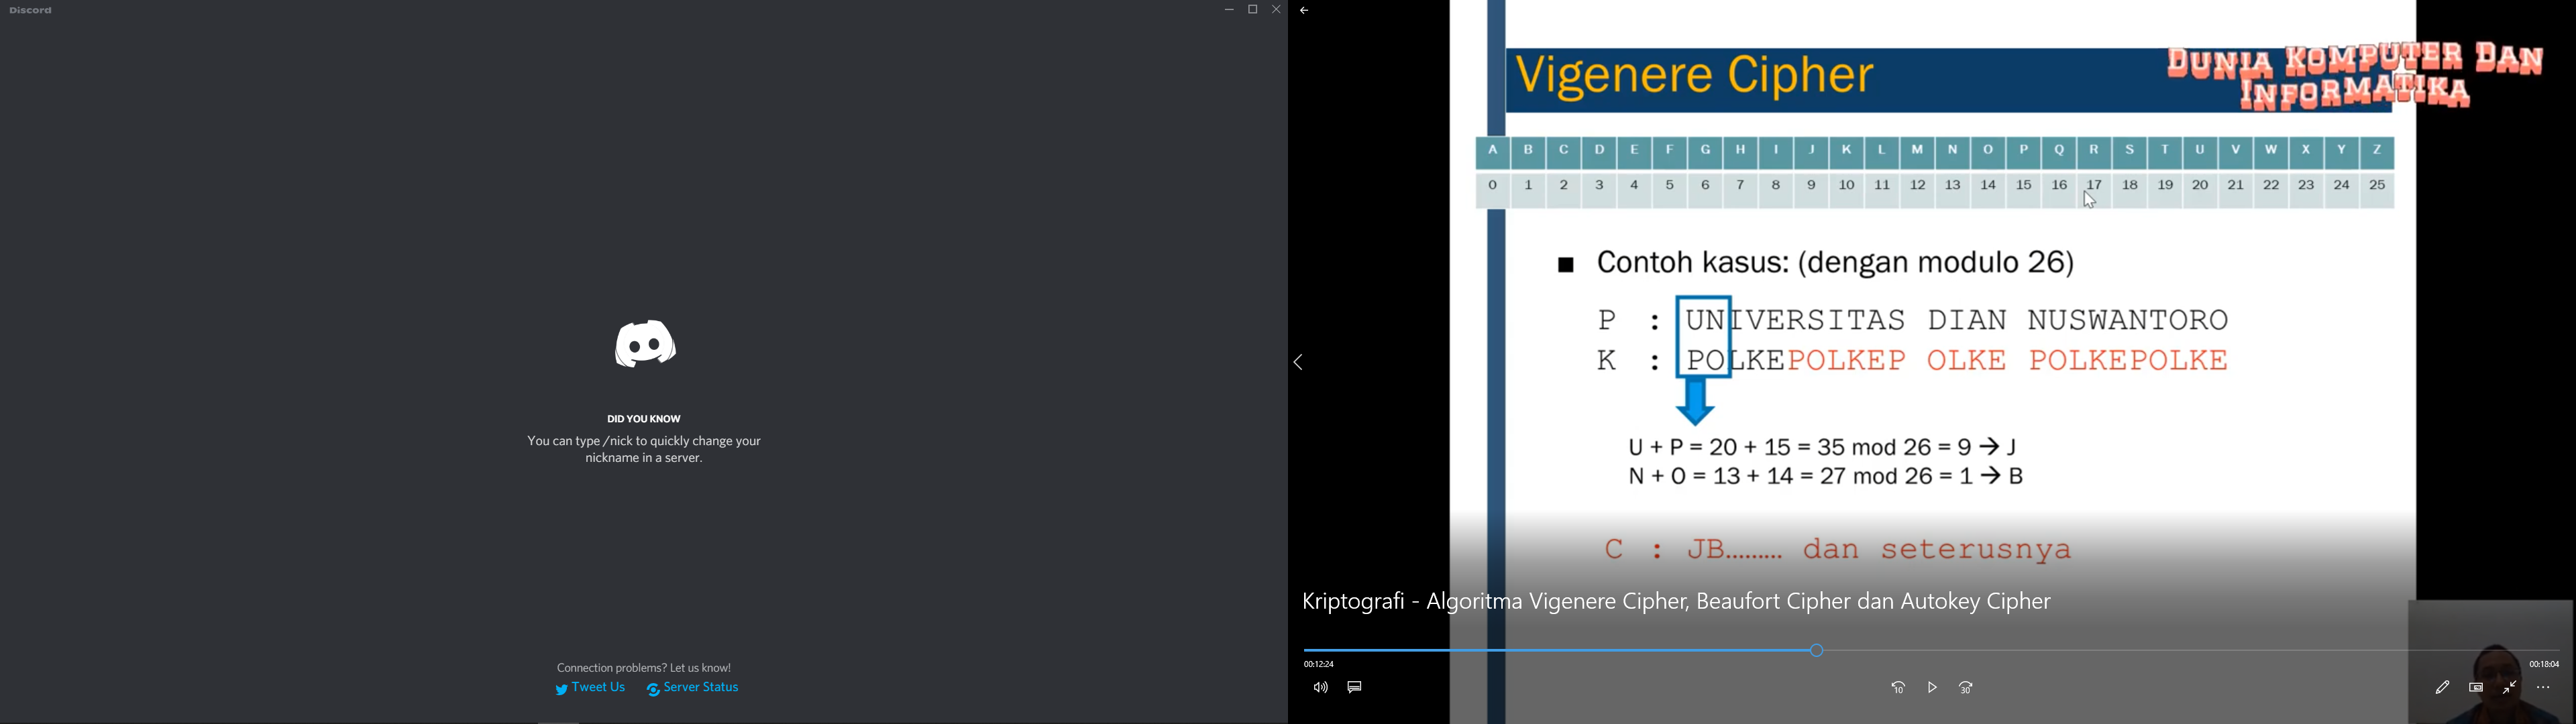 Discord
DID YOU KNOW
You can type /nick to quickly change your
nickname in a server.
Connection problems? Let us know!
Tweet Us Server Status
Vigenere Cipher
DUNIA KOMPUTER DAN
INFORMATIKA
A B C D E F G H I J K L M N O P Q R S T U V W X Y Z
0 1 2 3 4 5 6 7 8 9 10 11 12 13 14 15 16 17 18 19 20 21 22 23 24 25
■ Contoh kasus: (dengan modulo 26)
P : UNIVERSITAS DIAN NUSWANTORO
K : POLKEPOLKEP OLKE POLKEPOLKE
U + P = 20 + 15 = 35 mod 26 = 9 → J
N + O = 13 + 14 = 27 mod 26 = 1 → B
C : JB......... dan seterusnya
Kriptografi - Algoritma Vigenere Cipher, Beaufort Cipher dan Autokey Cipher
00:12:24 00:18:04
10 30